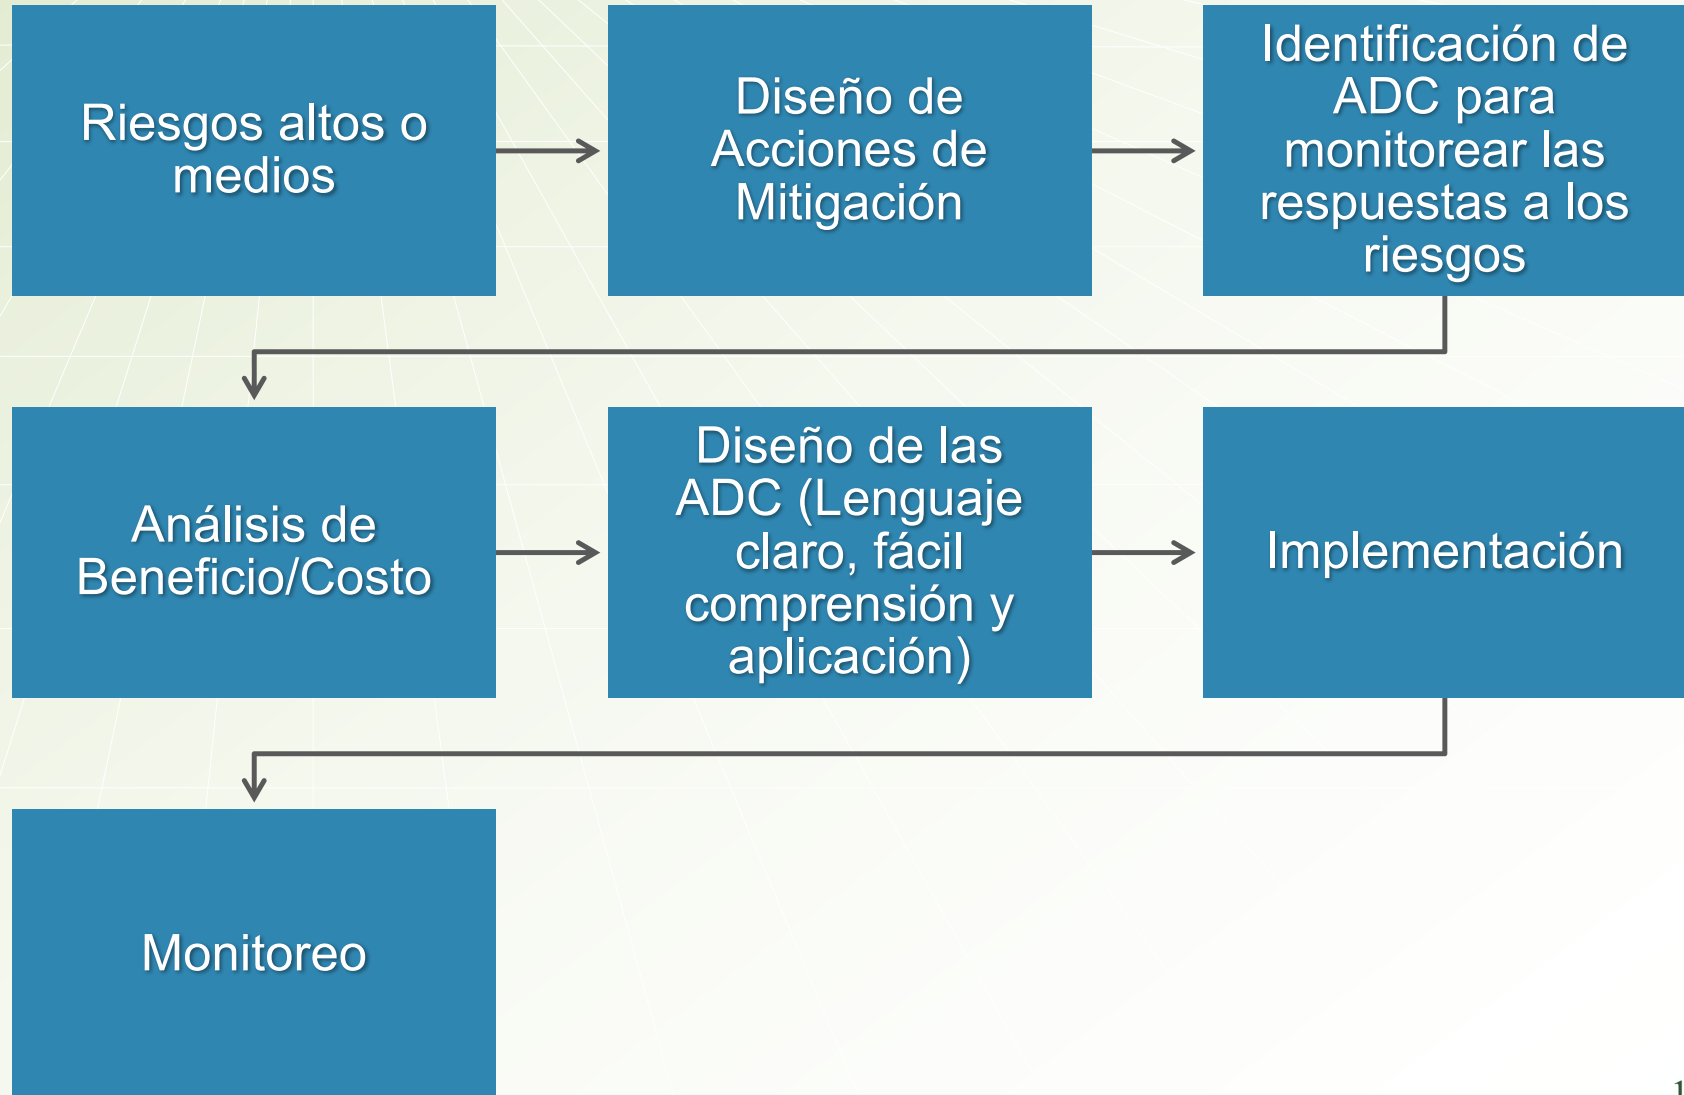 Riesgos altos o
medios
Diseño de
Acciones de
Mitigación
Identificación de
ADC para
monitorear las
respuestas a los
riesgos
Análisis de
Beneficio/Costo
Diseño de las
ADC (Lenguaje
claro, fácil
comprensión y
aplicación)
Implementación
Monitoreo
1